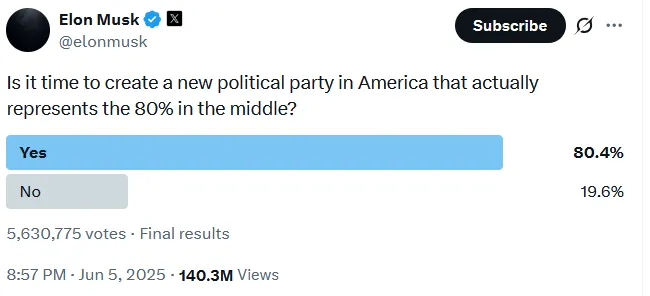 Elon Musk
@elonmusk
Subscribe
Is it time to create a new political party in America that actually
represents the 80% in the middle?
Yes 80.4%
No 19.6%
5,630,775 votes · Final results
8:57 PM · Jun 5, 2025 · 140.3M Views